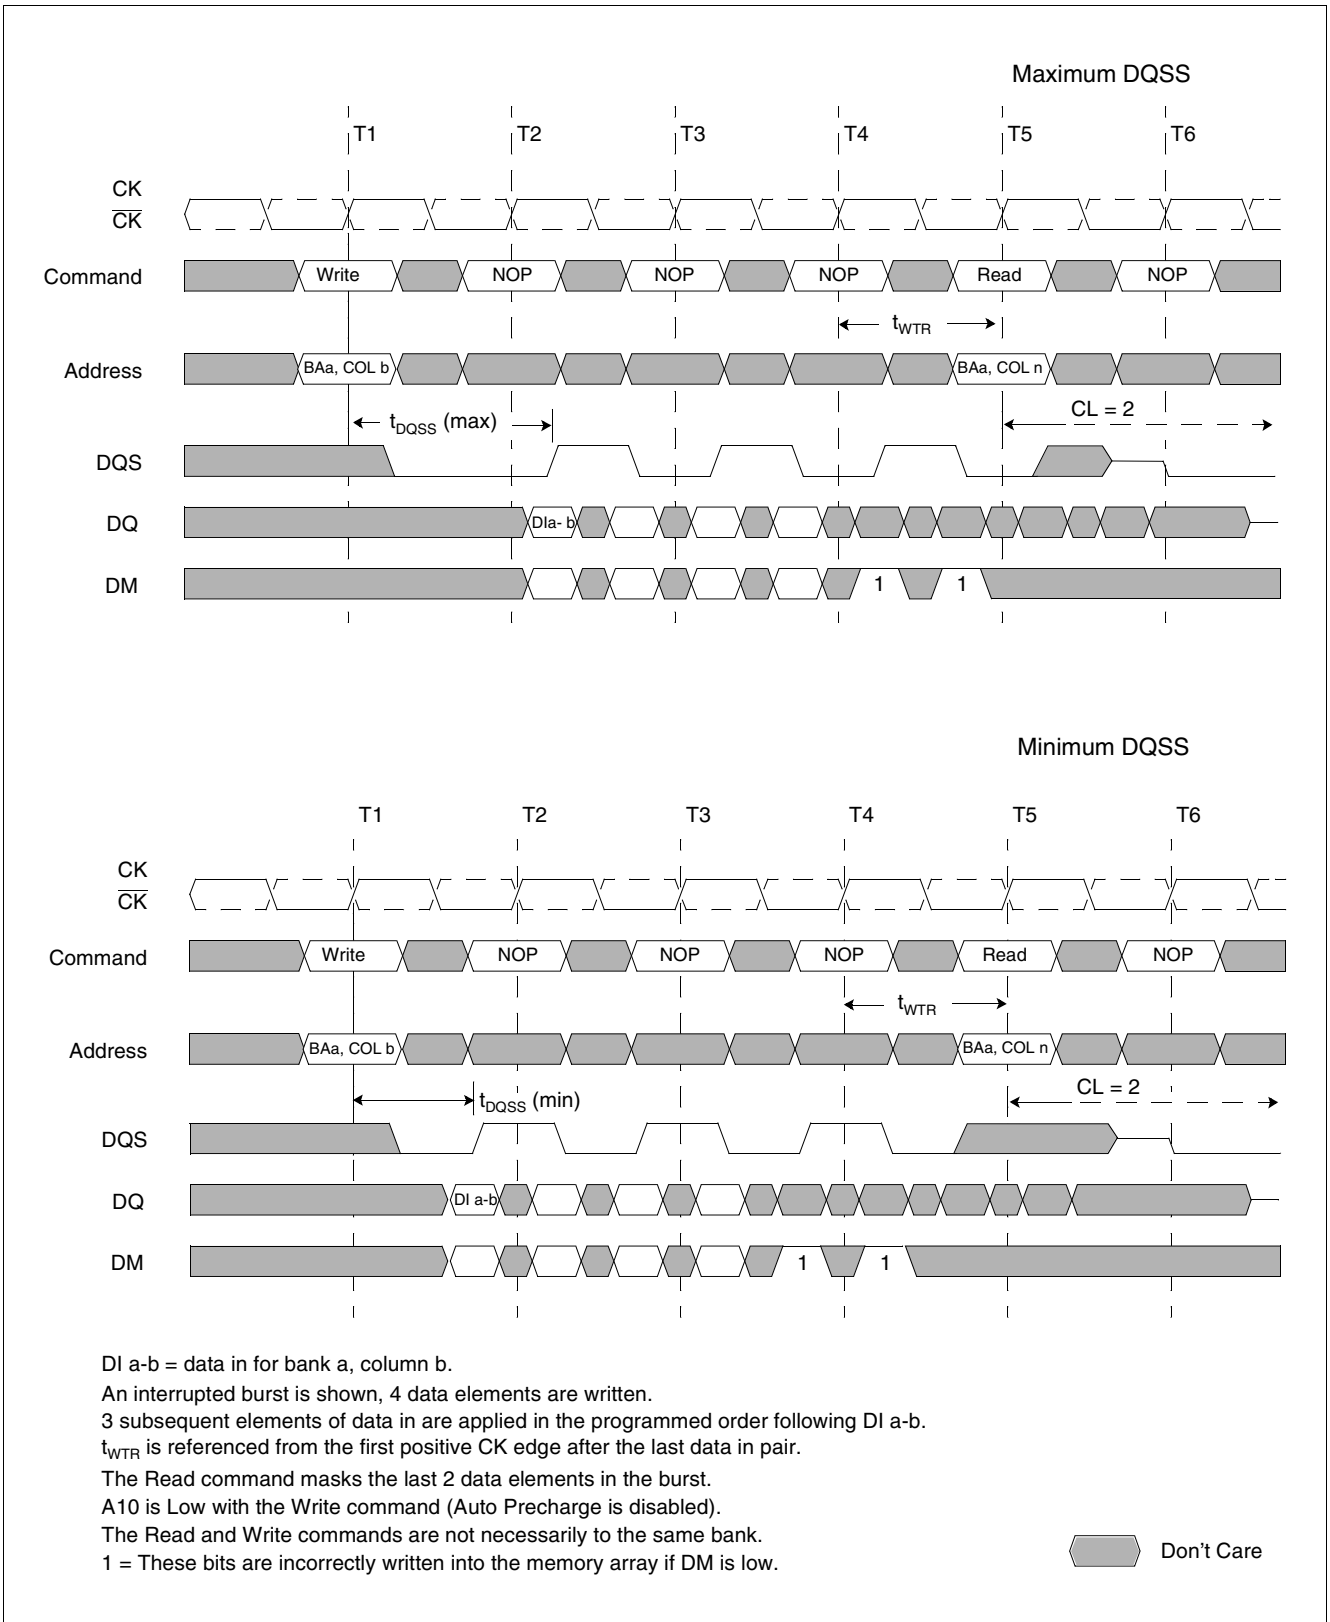 Maximum DQSS
T1 T2 T3 T4 T5 T6
CK
CK
Command Write NOP NOP NOP Read NOP
tWTR
Address BAa, COL b BAa, COL n
tDQSS (max) CL = 2
DQS
DQ DIa- b
DM 1 1
Minimum DQSS
T1 T2 T3 T4 T5 T6
CK
CK
Command Write NOP NOP NOP Read NOP
tWTR
Address BAa, COL b BAa, COL n
tDQSS (min) CL = 2
DQS
DQ DI a-b
DM 1 1
DI a-b = data in for bank a, column b.
An interrupted burst is shown, 4 data elements are written.
3 subsequent elements of data in are applied in the programmed order following DI a-b.
tWTR is referenced from the first positive CK edge after the last data in pair.
The Read command masks the last 2 data elements in the burst.
A10 is Low with the Write command (Auto Precharge is disabled).
The Read and Write commands are not necessarily to the same bank.
1 = These bits are incorrectly written into the memory array if DM is low.
Don't Care